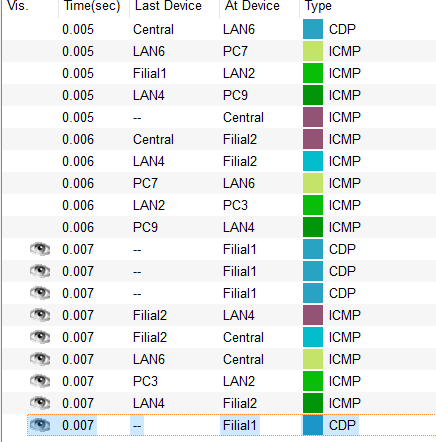 Vis. Time(sec) Last Device At Device Type
0.005 Central LAN6 CDP
0.005 LAN6 PC7 ICMP
0.005 Filial1 LAN2 ICMP
0.005 LAN4 PC9 ICMP
0.005 -- Central ICMP
0.006 Central Filial2 ICMP
0.006 LAN4 Filial2 ICMP
0.006 PC7 LAN6 ICMP
0.006 LAN2 PC3 ICMP
0.006 PC9 LAN4 ICMP
0.007 -- Filial1 CDP
0.007 -- Filial1 CDP
0.007 -- Filial1 CDP
0.007 Filial2 LAN4 ICMP
0.007 Filial2 Central ICMP
0.007 LAN6 Central ICMP
0.007 PC3 LAN2 ICMP
0.007 LAN4 Filial2 ICMP
0.007 -- Filial1 CDP